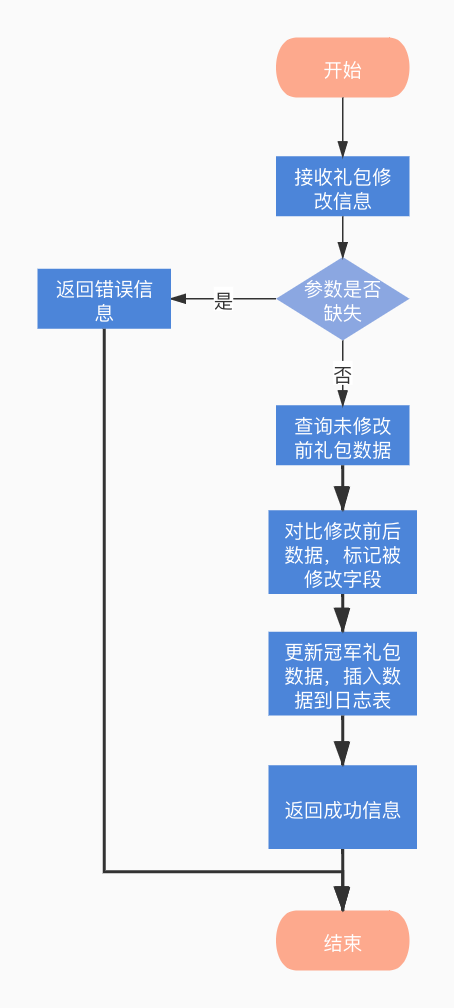 开始
接收礼包修
改信息
参数是否
缺失
是
返回错误信
息
否
查询未修改
前礼包数据
对比修改前后
数据，标记被
修改字段
更新冠军礼包
数据，插入数
据到日志表
返回成功信息
结束